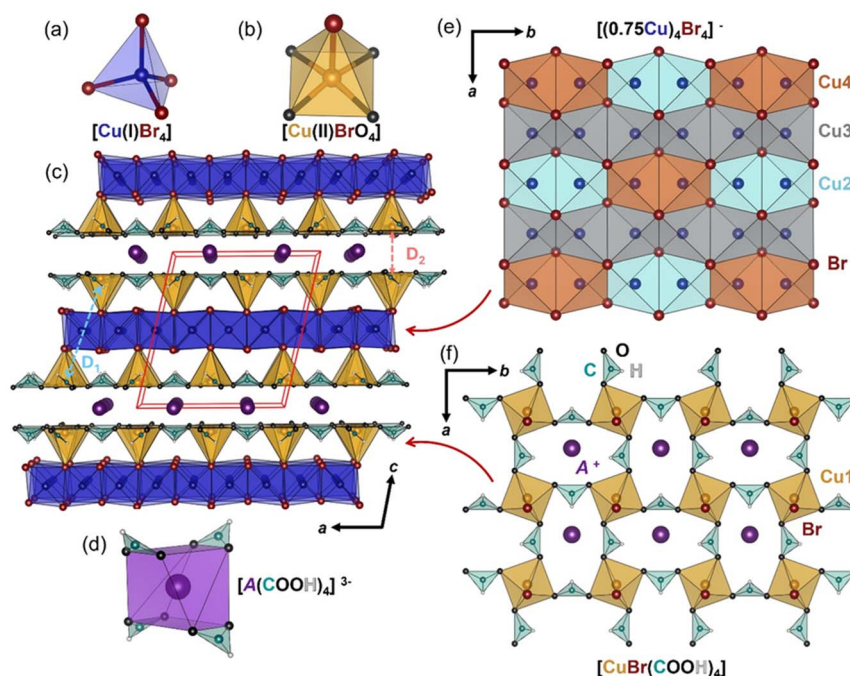 (a)
[Cu(I)Br₄]
(b)
[Cu(II)BrO₄]
(c)
D₂
D₁
c
a
(d)
[A(COOH)₄] ³⁻
(e)
b
a
[(0.75Cu)₄Br₄] ⁻
Cu4
Cu3
Cu2
Br
(f)
b
a
O
C H
A⁺
Cu1
Br
[CuBr(COOH)₄]